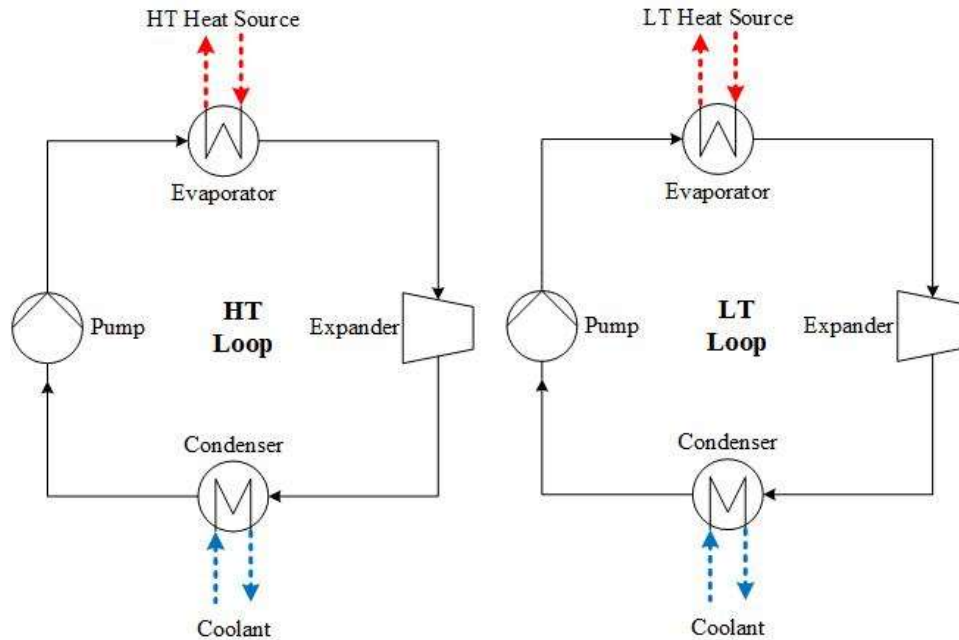 HT Heat Source
Evaporator
Pump
HT
Loop
Expander
Condenser
Coolant
LT Heat Source
Evaporator
Pump
LT
Loop
Expander
Condenser
Coolant